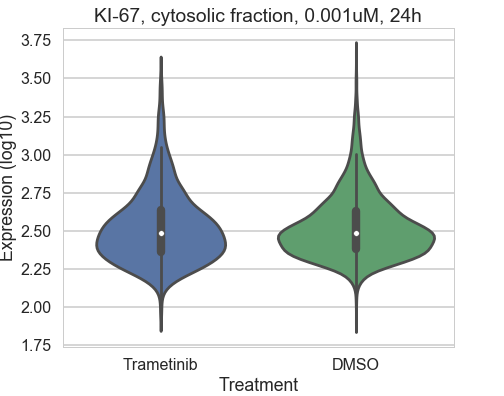 KI-67, cytosolic fraction, 0.001uM, 24h
Expression (log10)
3.75
3.50
3.25
3.00
2.75
2.50
2.25
2.00
1.75
Trametinib DMSO
Treatment